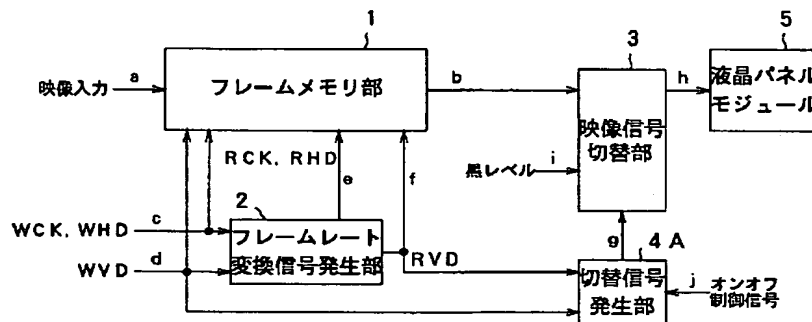 1
フレームメモリ部
映像入力
a
b
3
映像信号
切替部
h
5
液晶パネル
モジュール
RCK, RHD
e
f
黒レベル
i
WCK, WHD
c
2
フレームレート
変換信号発生部
WVD
d
RVD
g
4A
切替信号
発生部
j
オンオフ
制御信号